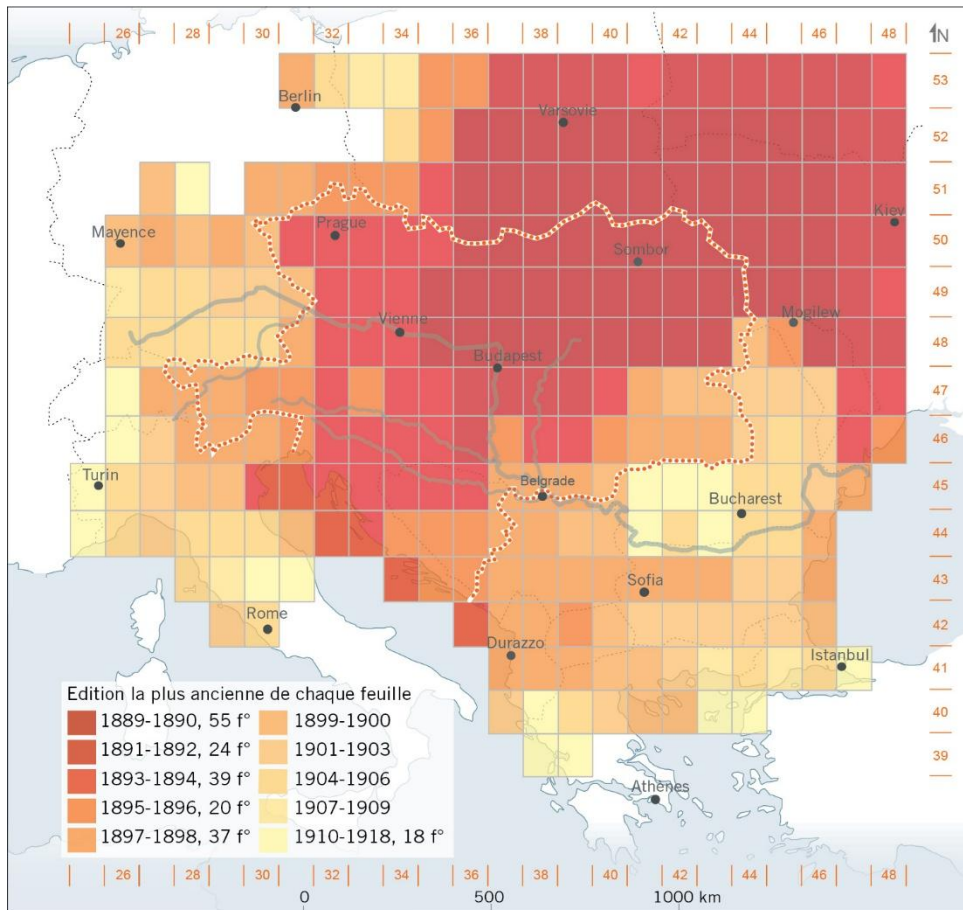 26 28 30 32 34 36 38 40 42 44 46 48
N
53
Berlin
Varsovie
52
51
Kiev
Prague
Mayence
50
Sombor
49
Mogilew
Vienne
48
Budapest
47
46
Turin
Belgrade
45
Bucharest
44
Sofia
43
Rome
42
Durazzo
Istanbul
41
Edition la plus ancienne de chaque feuille
1889-1890, 55 f° 1899-1900
40
1891-1892, 24 f° 1901-1903
1893-1894, 39 f° 1904-1906
39
1895-1896, 20 f° 1907-1909
Athènes
1897-1898, 37 f° 1910-1918, 18 f°
26 28 30 32 34 36 38 40 42 44 46 48
0 500 1000 km